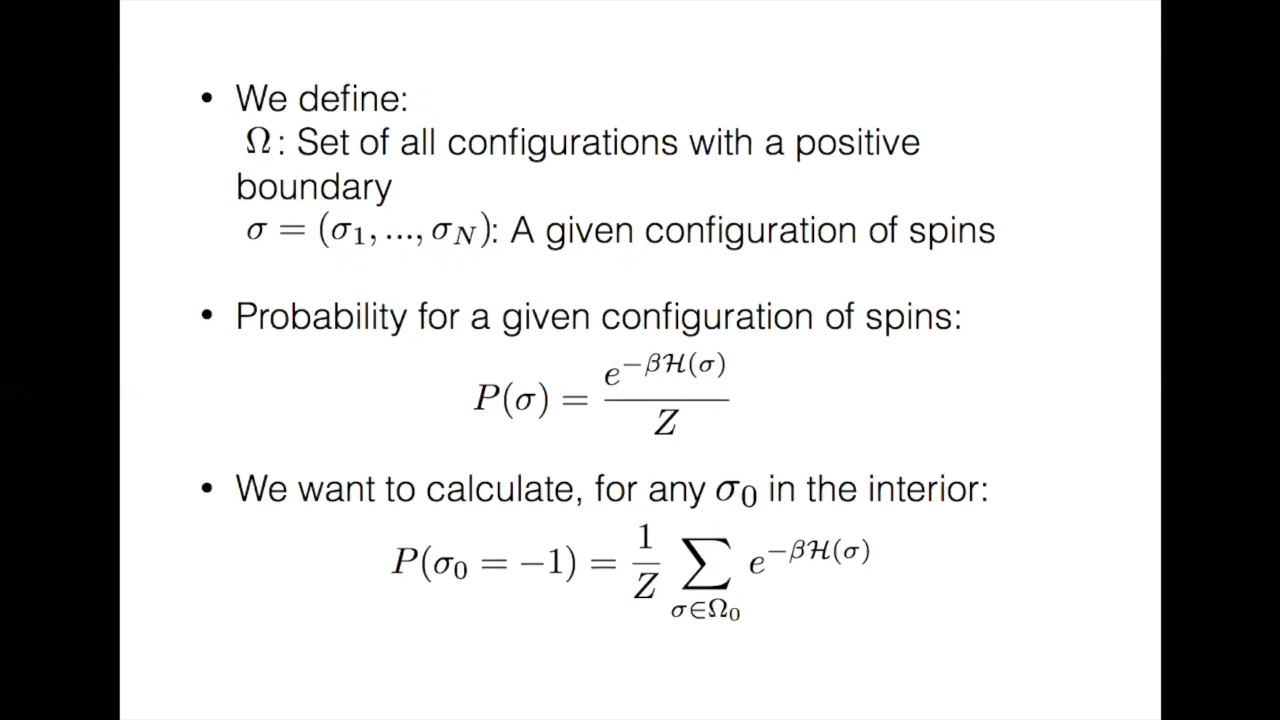 • We define:
Ω: Set of all configurations with a positive
boundary
σ = (σ₁, ..., σ_N): A given configuration of spins
• Probability for a given configuration of spins:
P(σ) = e^{−βℋ(σ)} / Z
• We want to calculate, for any σ₀ in the interior:
P(σ₀ = −1) = 1/Z ∑_{σ∈Ω₀} e^{−βℋ(σ)}